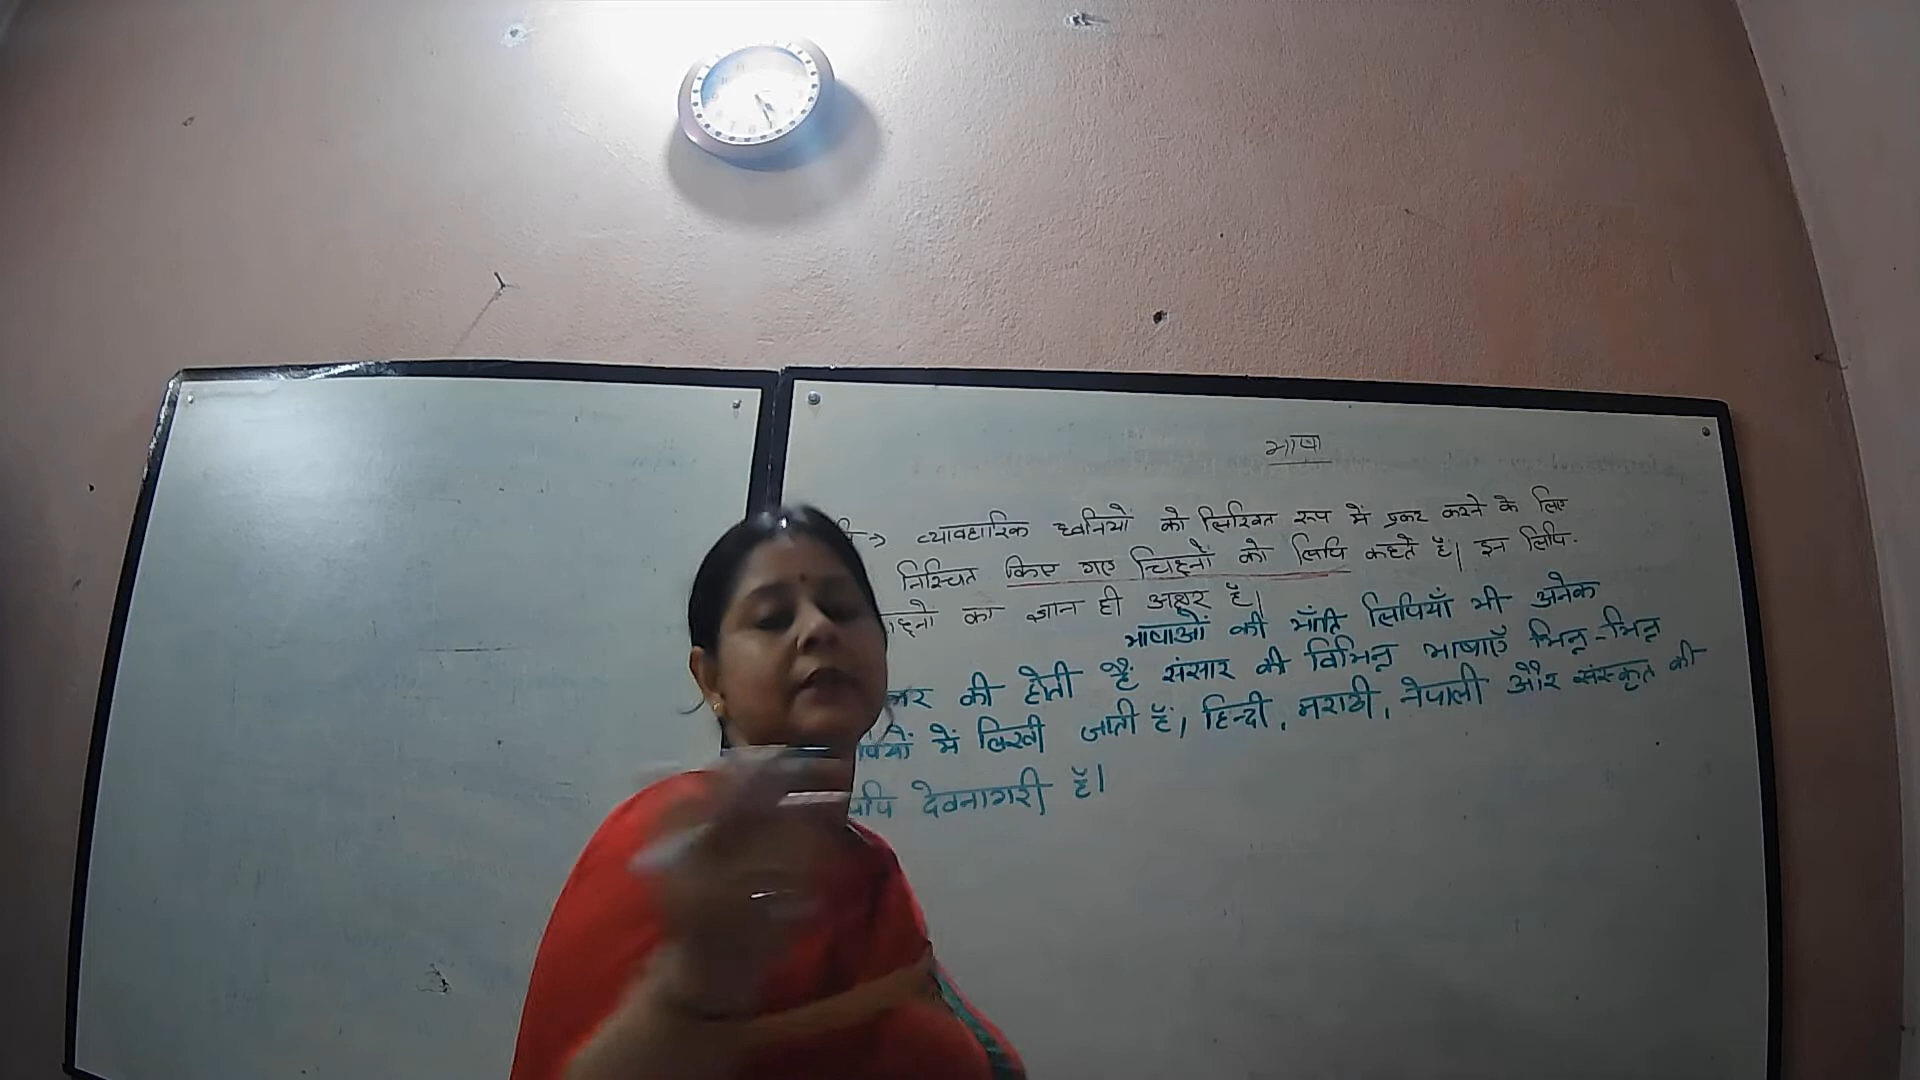 भाषा
→ व्यावहारिक ध्वनियों को लिखित रूप में प्रकट करने के लिए
निश्चित किए गए चिह्नों को लिपि कहते हैं। इन लिपि-
का ज्ञान ही अक्षर है।
भाषाओं की भाँति लिपियाँ भी अनेक
की होती हैं संसार की विभिन्न भाषाएँ भिन्न-भिन्न
में लिखी जाती हैं। हिन्दी, मराठी, नेपाली और संस्कृत की
देवनागरी है।